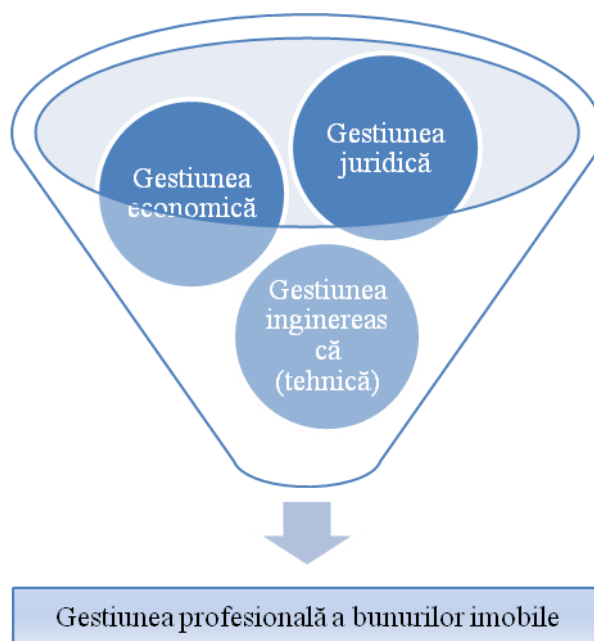 Gestiunea
economică
Gestiunea
juridică
Gestiunea
inginereas
că
(tehnică)
Gestiunea profesională a bunurilor imobile